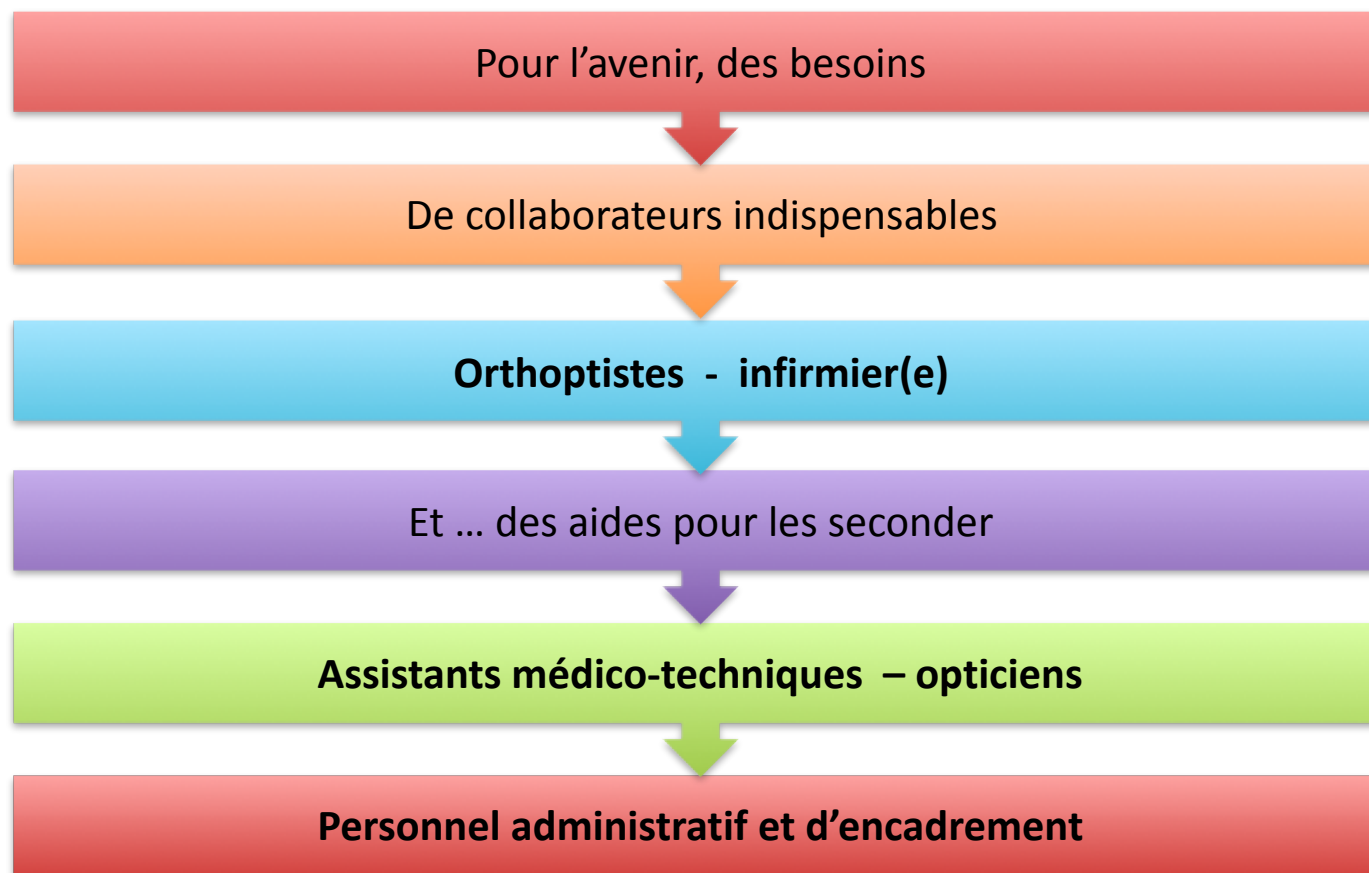 Pour l’avenir, des besoins
De collaborateurs indispensables
Orthoptistes - infirmier(e)
Et … des aides pour les seconder
Assistants médico-techniques – opticiens
Personnel administratif et d’encadrement